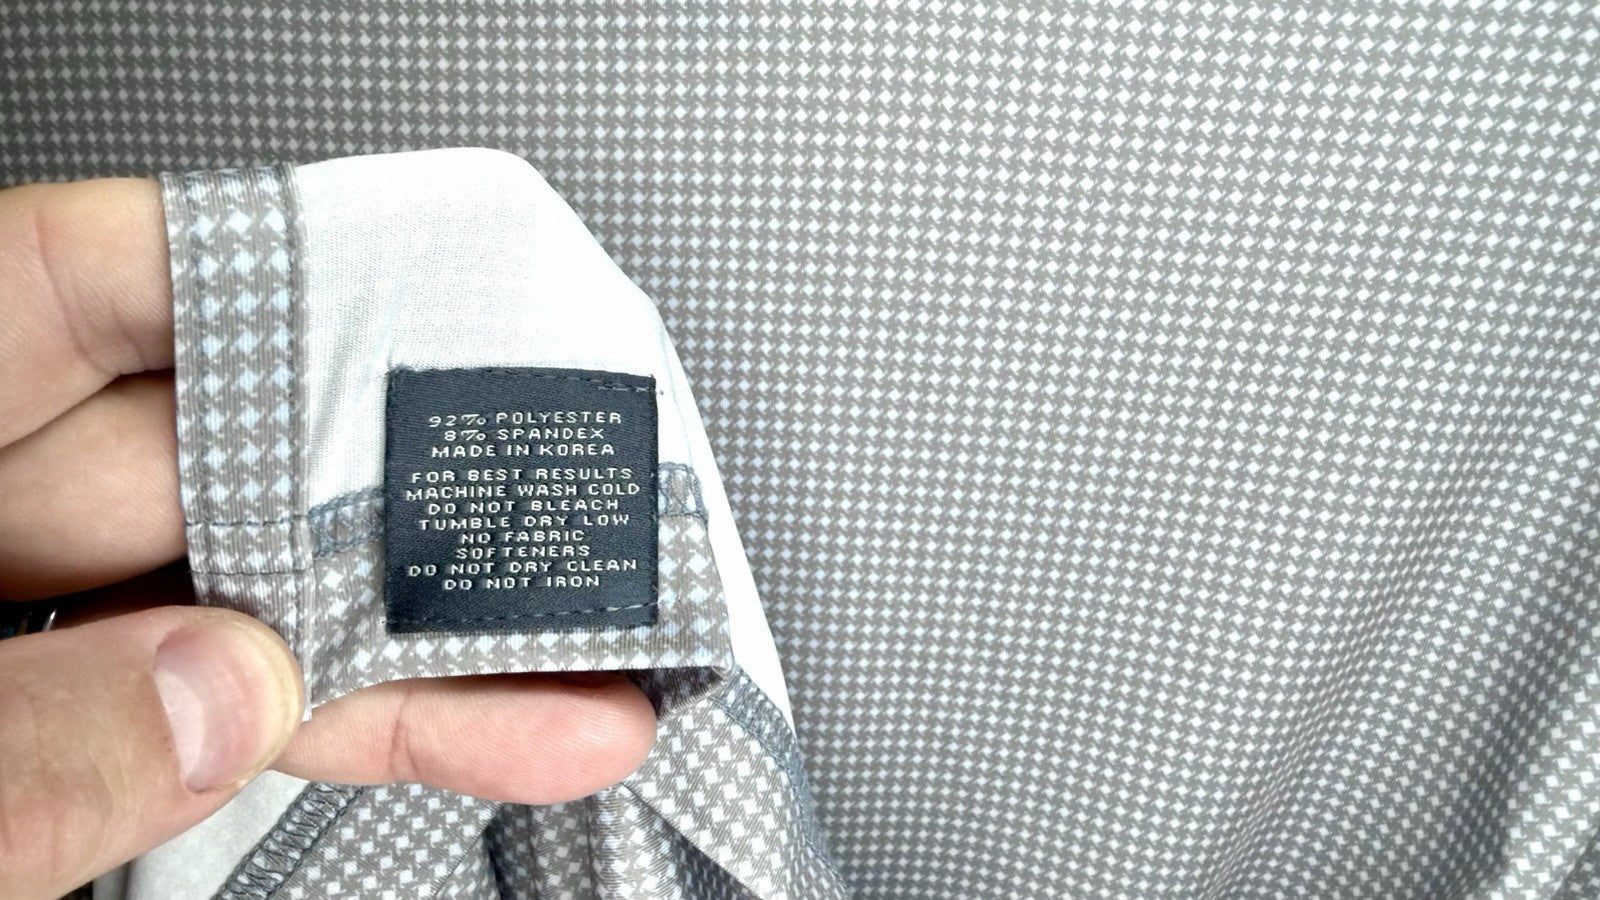 92% POLYESTER
8% SPANDEX
MADE IN KOREA
FOR BEST RESULTS
MACHINE WASH COLD
DO NOT BLEACH
TUMBLE DRY LOW
NO FABRIC
SOFTENERS
DO NOT DRY CLEAN
DO NOT IRON